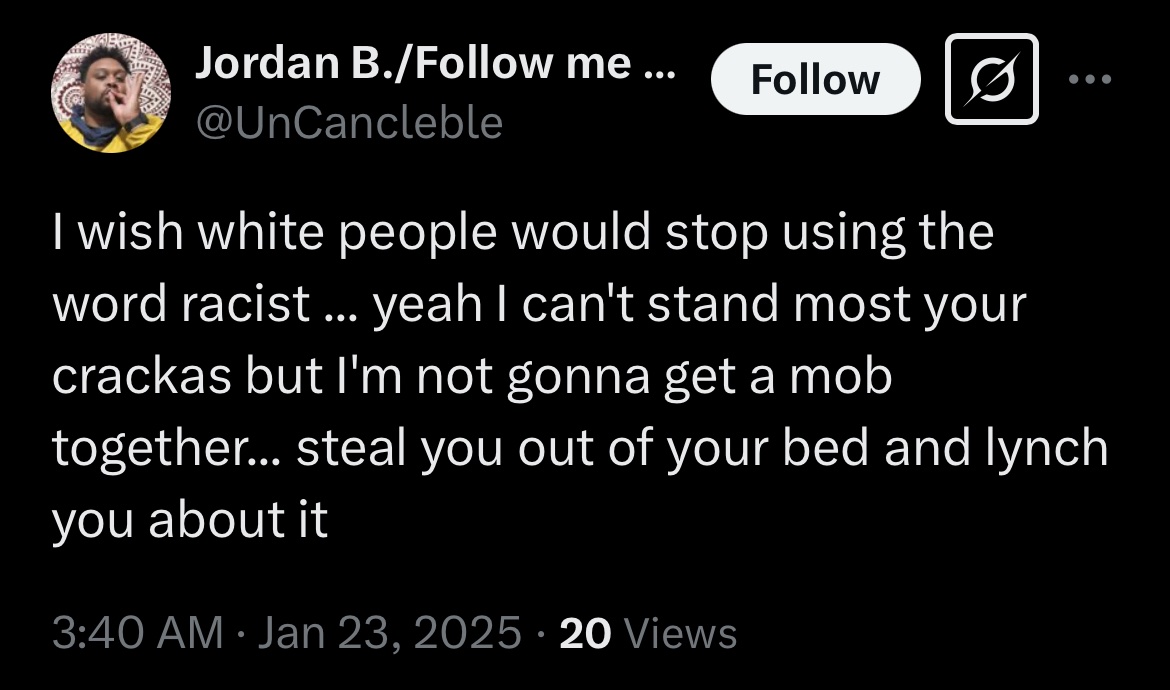 Jordan B./Follow me ...
Follow
@UnCancleble
I wish white people would stop using the
word racist ... yeah I can't stand most your
crackas but I'm not gonna get a mob
together... steal you out of your bed and lynch
you about it
3:40 AM · Jan 23, 2025 · 20 Views